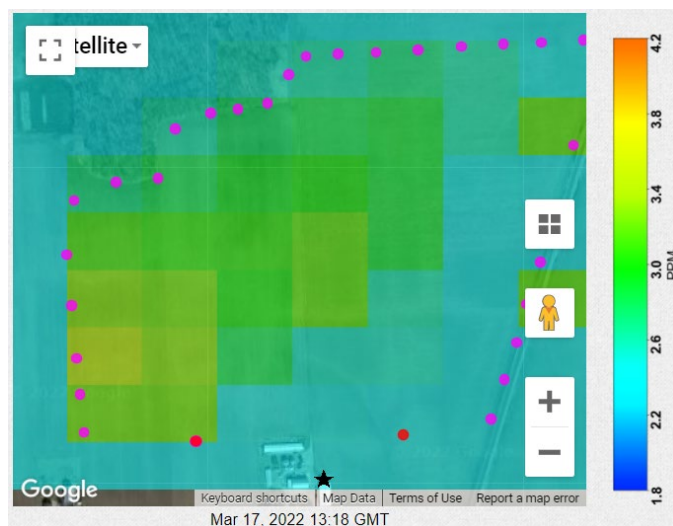 tellite
4.2
3.8
3.4
3.0
2.6
2.2
1.8
PPM
Google
Keyboard shortcuts
Map Data
Terms of Use
Report a map error
Mar 17, 2022 13:18 GMT